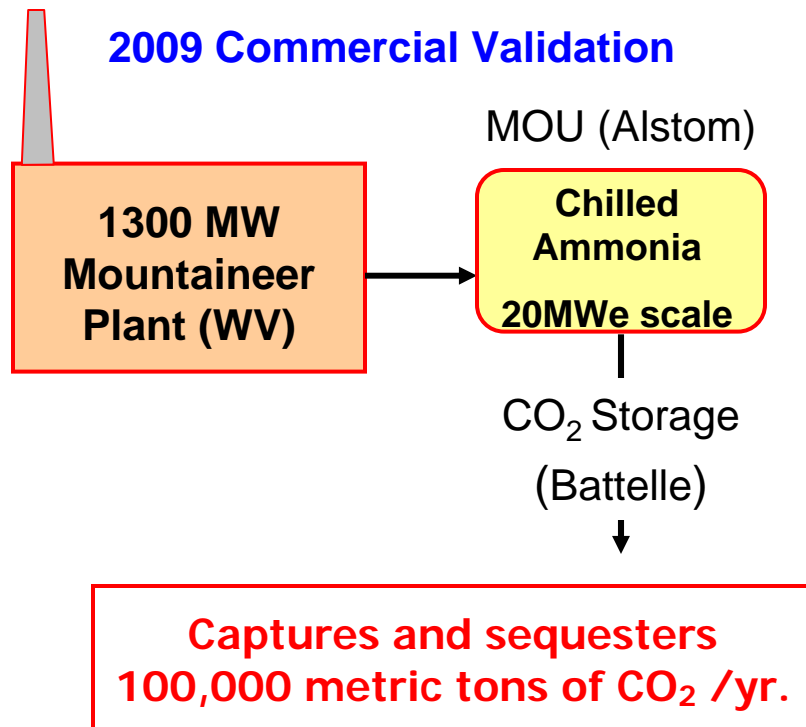 2009 Commercial Validation
MOU (Alstom)
1300 MW
Mountaineer
Plant (WV)
Chilled
Ammonia
20MWe scale
CO₂ Storage
(Battelle)
Captures and sequesters
100,000 metric tons of CO₂ /yr.